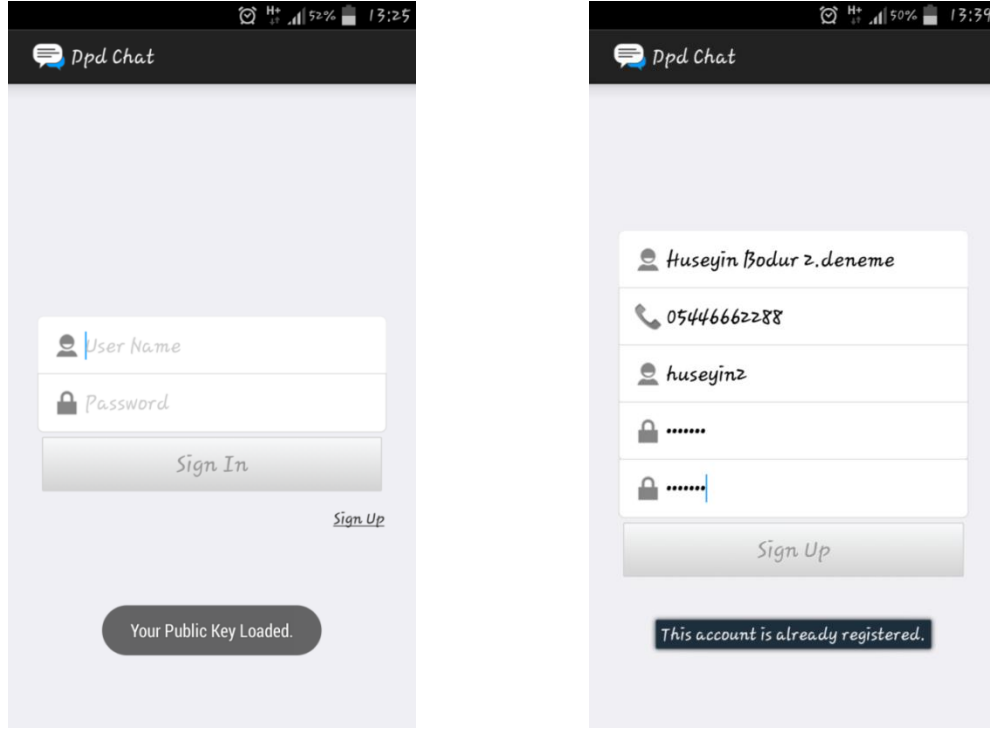 H+ 52% 13:25
Dpd Chat
User Name
Password
Sign In
Sign Up
Your Public Key Loaded.
H+ 50% 13:39
Dpd Chat
Huseyin Bodur 2.deneme
05446662288
huseyin2
•••••••
•••••••
Sign Up
This account is already registered.